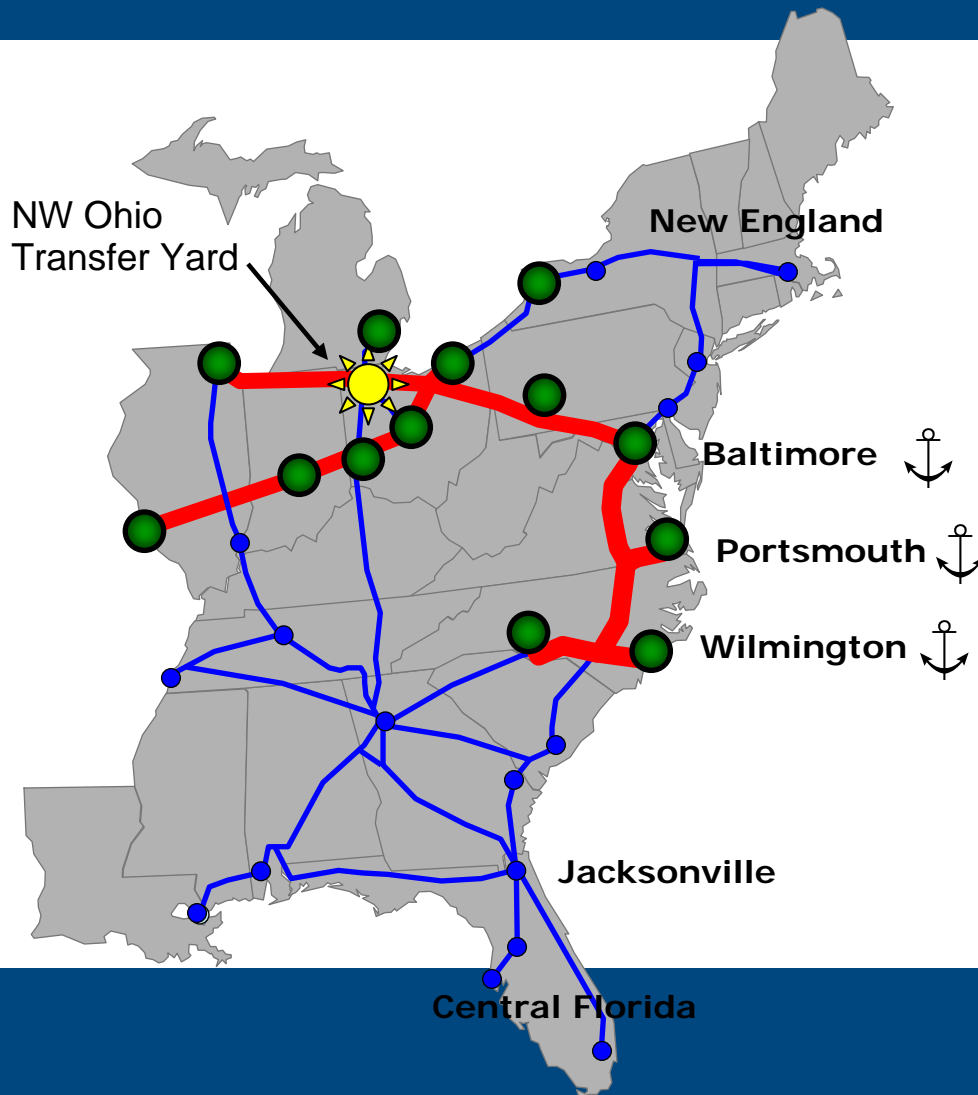 New England
NW Ohio
Transfer Yard
Baltimore
Portsmouth
Wilmington
Jacksonville
Central Florida